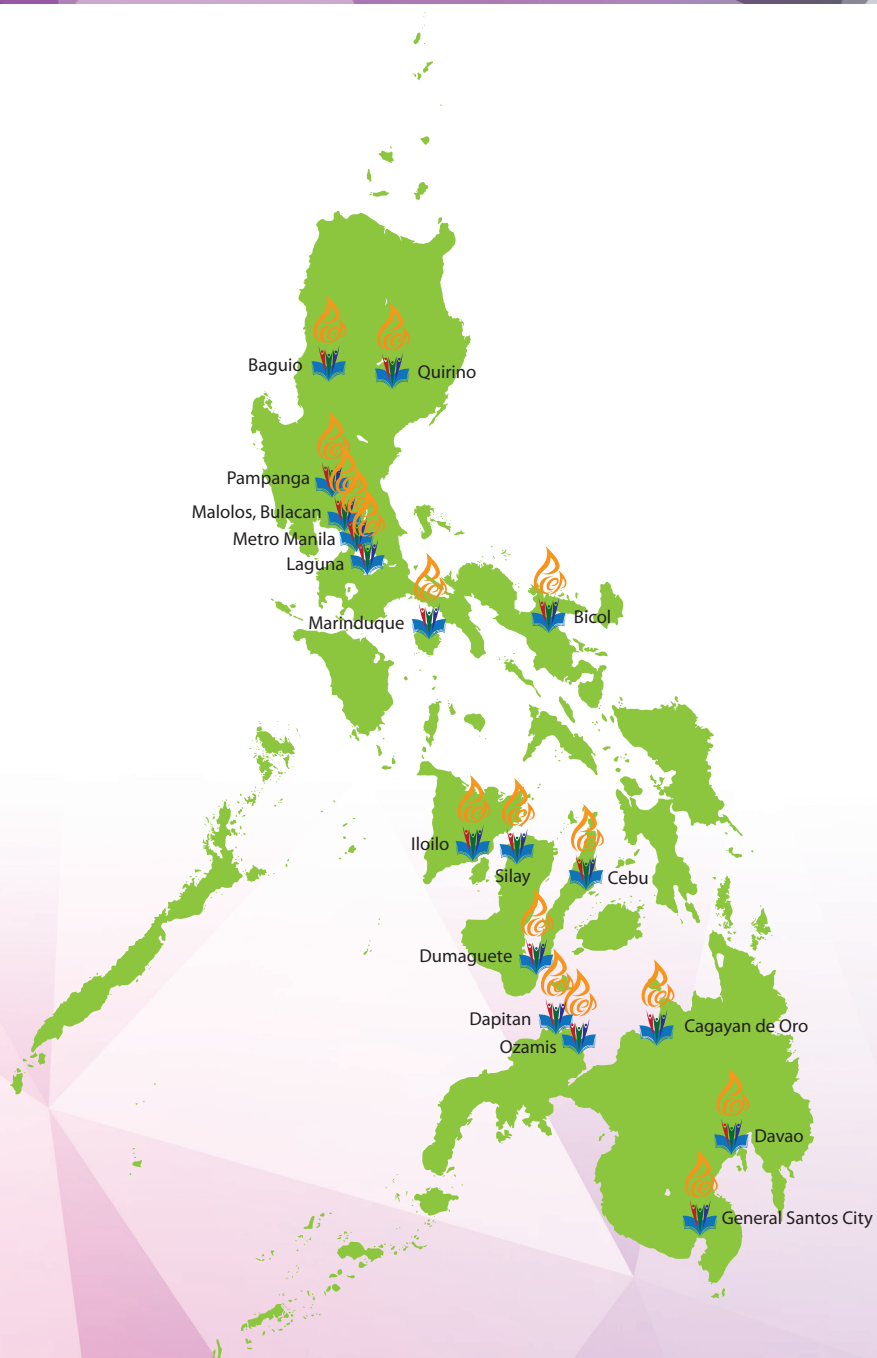 Baguio
Quirino
Pampanga
Malolos, Bulacan
Metro Manila
Laguna
Marinduque
Bicol
Iloilo
Silay
Cebu
Dumaguete
Dapitan
Ozamis
Cagayan de Oro
Davao
General Santos City